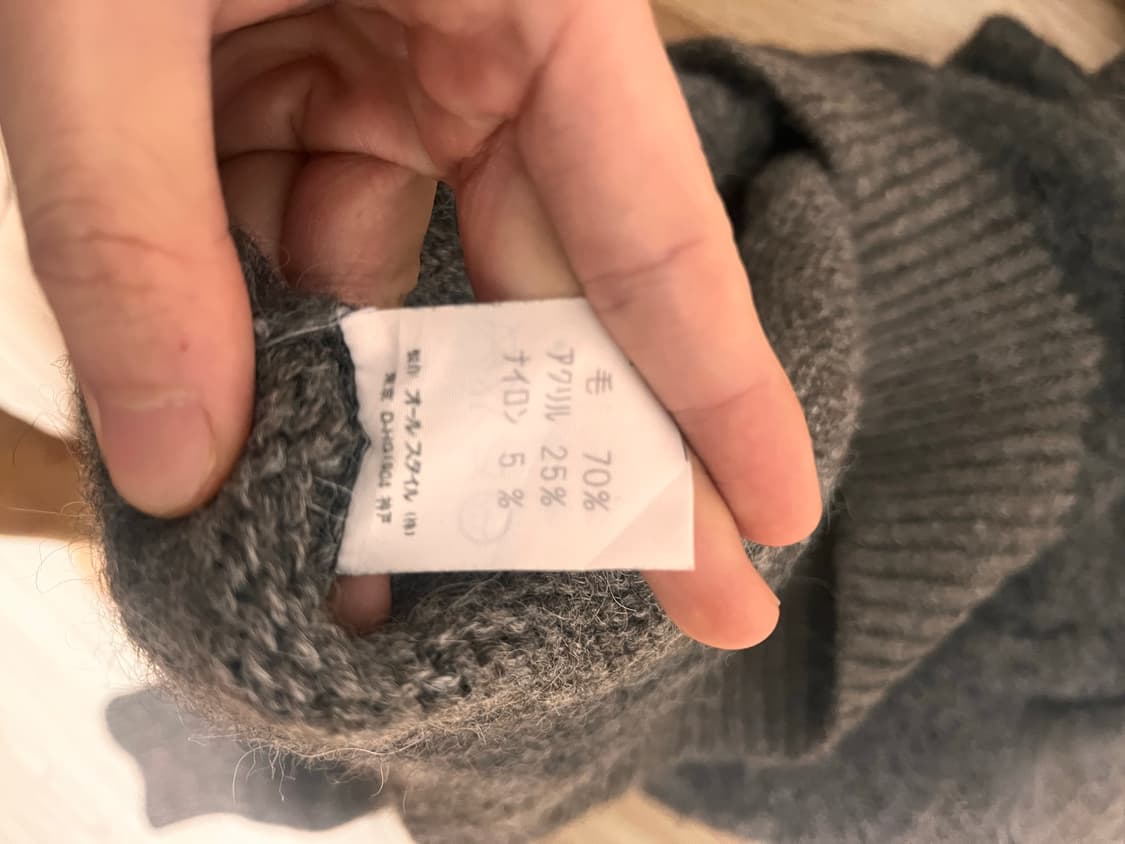 毛 70%
アクリル 25%
ナイロン 5 %
オールスタイル (株)